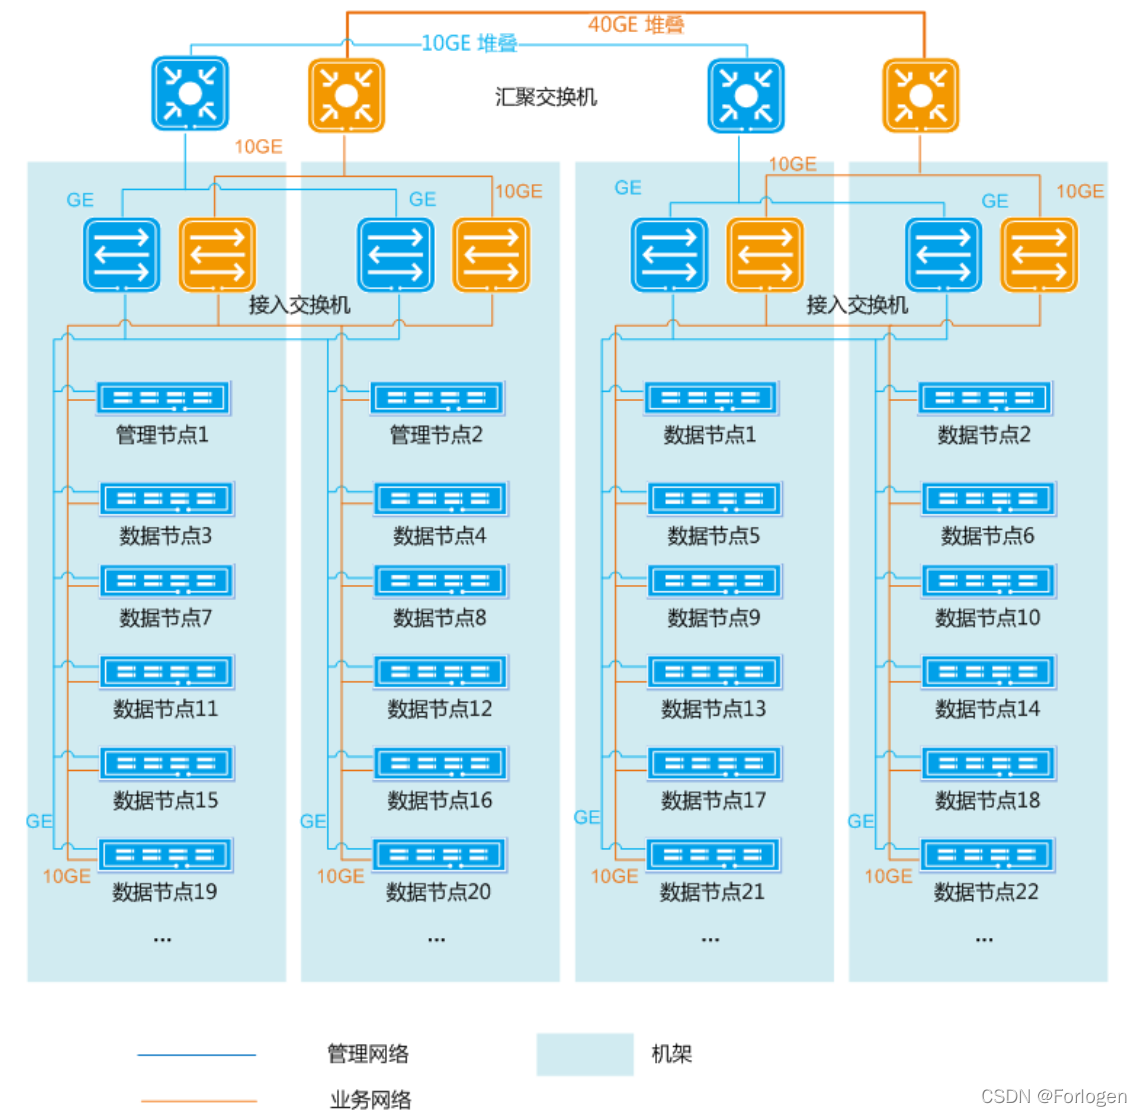 40GE 堆叠
10GE 堆叠
汇聚交换机
10GE
10GE
GE
GE
10GE
GE
GE
10GE
接入交换机
接入交换机
管理节点1
管理节点2
数据节点1
数据节点2
数据节点3
数据节点4
数据节点5
数据节点6
数据节点7
数据节点8
数据节点9
数据节点10
数据节点11
数据节点12
数据节点13
数据节点14
数据节点15
数据节点16
数据节点17
数据节点18
GE
GE
GE
GE
10GE
10GE
10GE
10GE
数据节点19
数据节点20
数据节点21
数据节点22
...
...
...
...
管理网络
机架
业务网络
CSDN @Forlogen